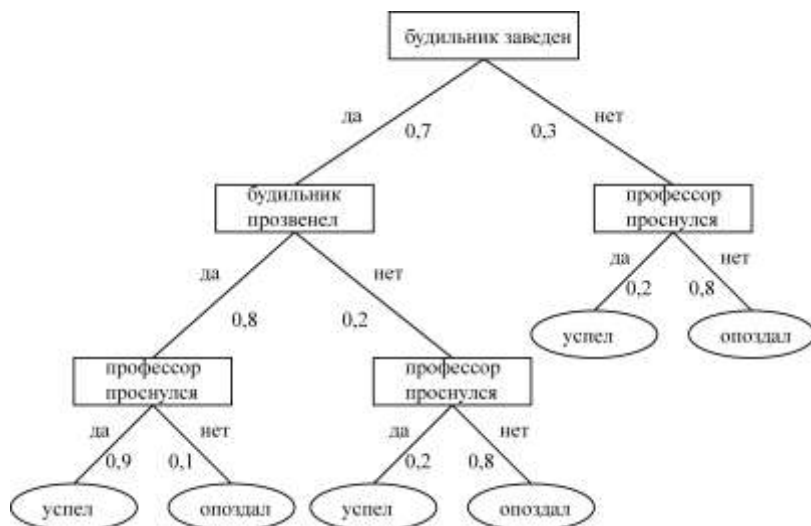 будильник заведен
да
нет
0,7
0,3
будильник
прозвенел
профессор
проснулся
да
нет
да
нет
0,8
0,2
0,2
0,8
успел
опоздал
профессор
проснулся
профессор
проснулся
да
нет
да
нет
0,9
0,1
0,2
0,8
успел
опоздал
успел
опоздал